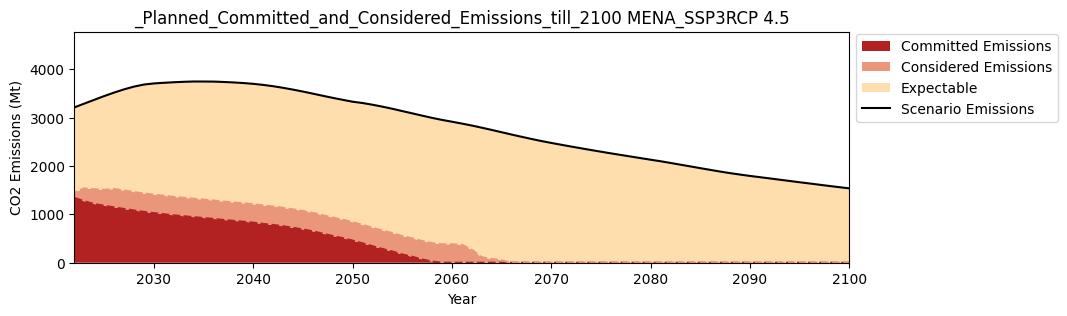 _Planned_Committed_and_Considered_Emissions_till_2100 MENA_SSP3RCP 4.5
CO2 Emissions (Mt)
4000
3000
2000
1000
0
2030 2040 2050 2060 2070 2080 2090 2100
Year
Committed Emissions
Considered Emissions
Expectable
Scenario Emissions